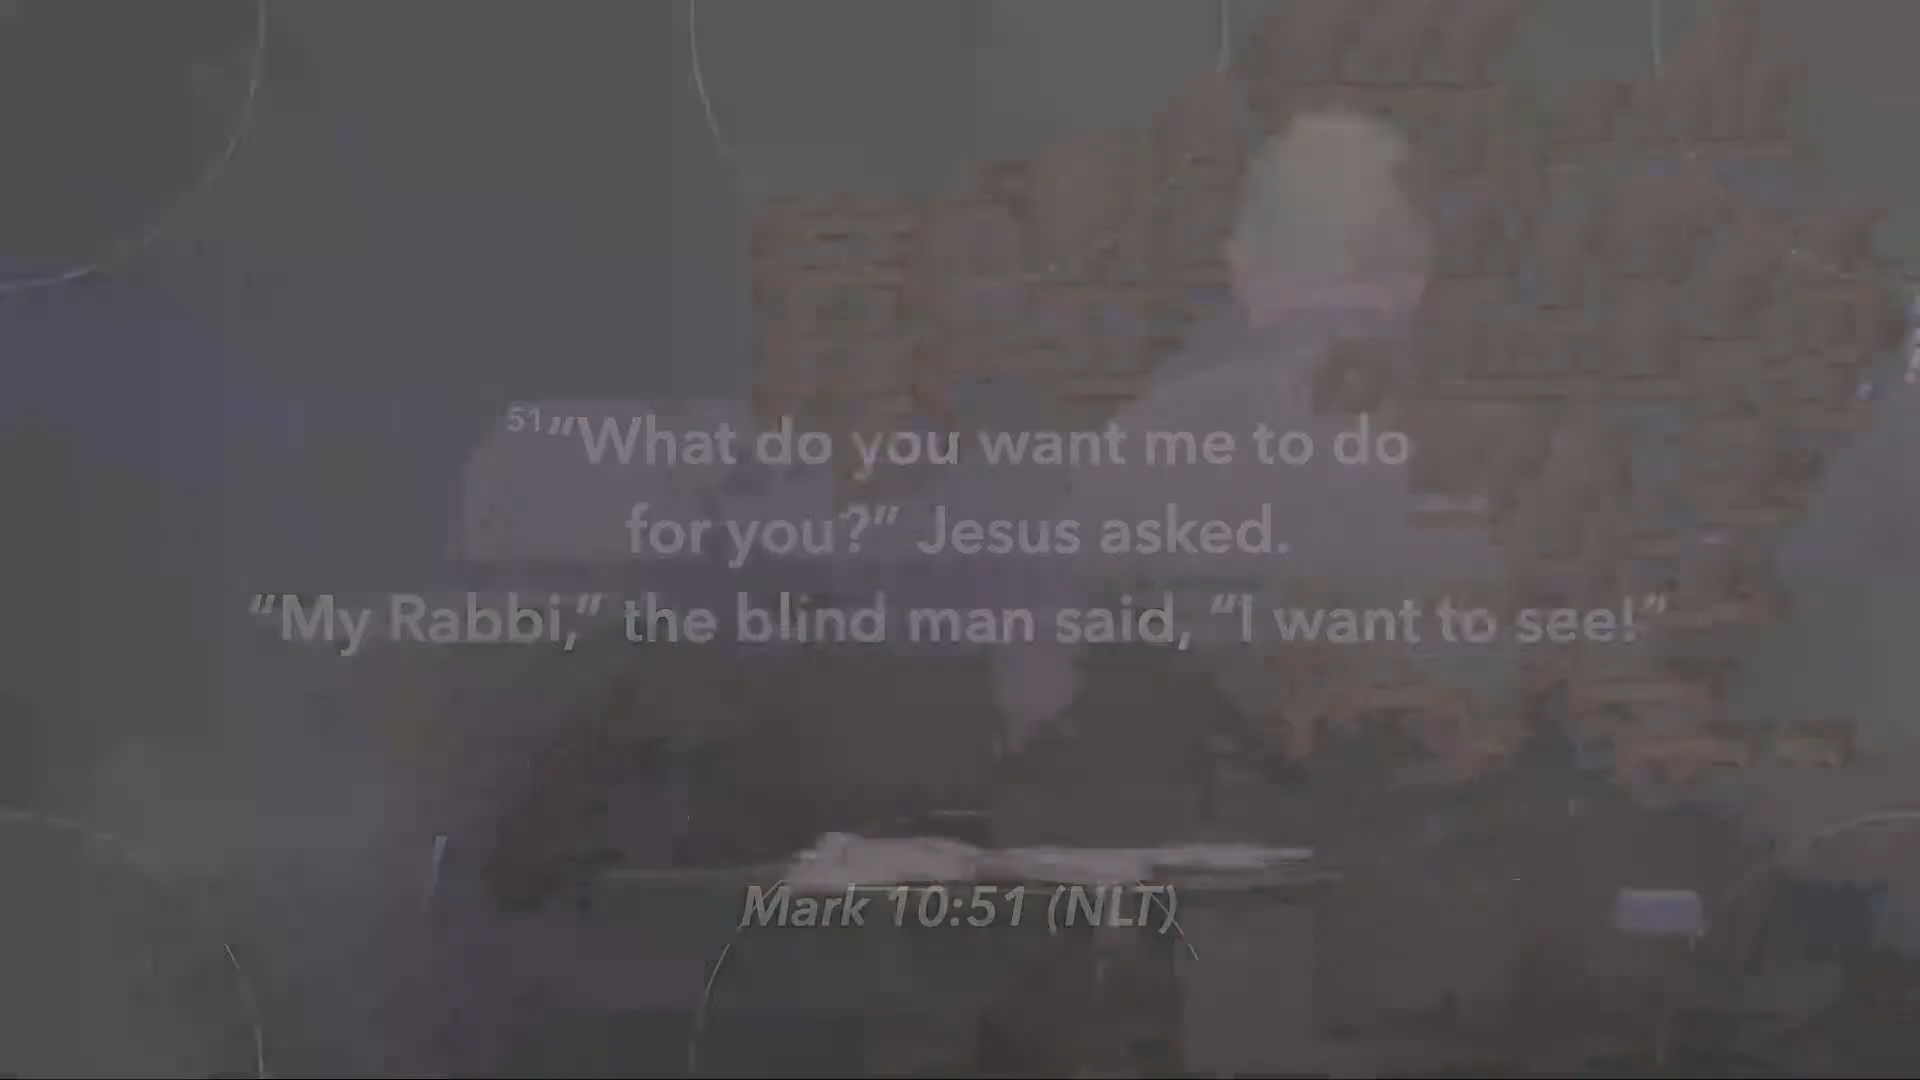 51“What do you want me to do
for you?” Jesus asked.
“My Rabbi,” the blind man said, “I want to see!”
Mark 10:51 (NLT)